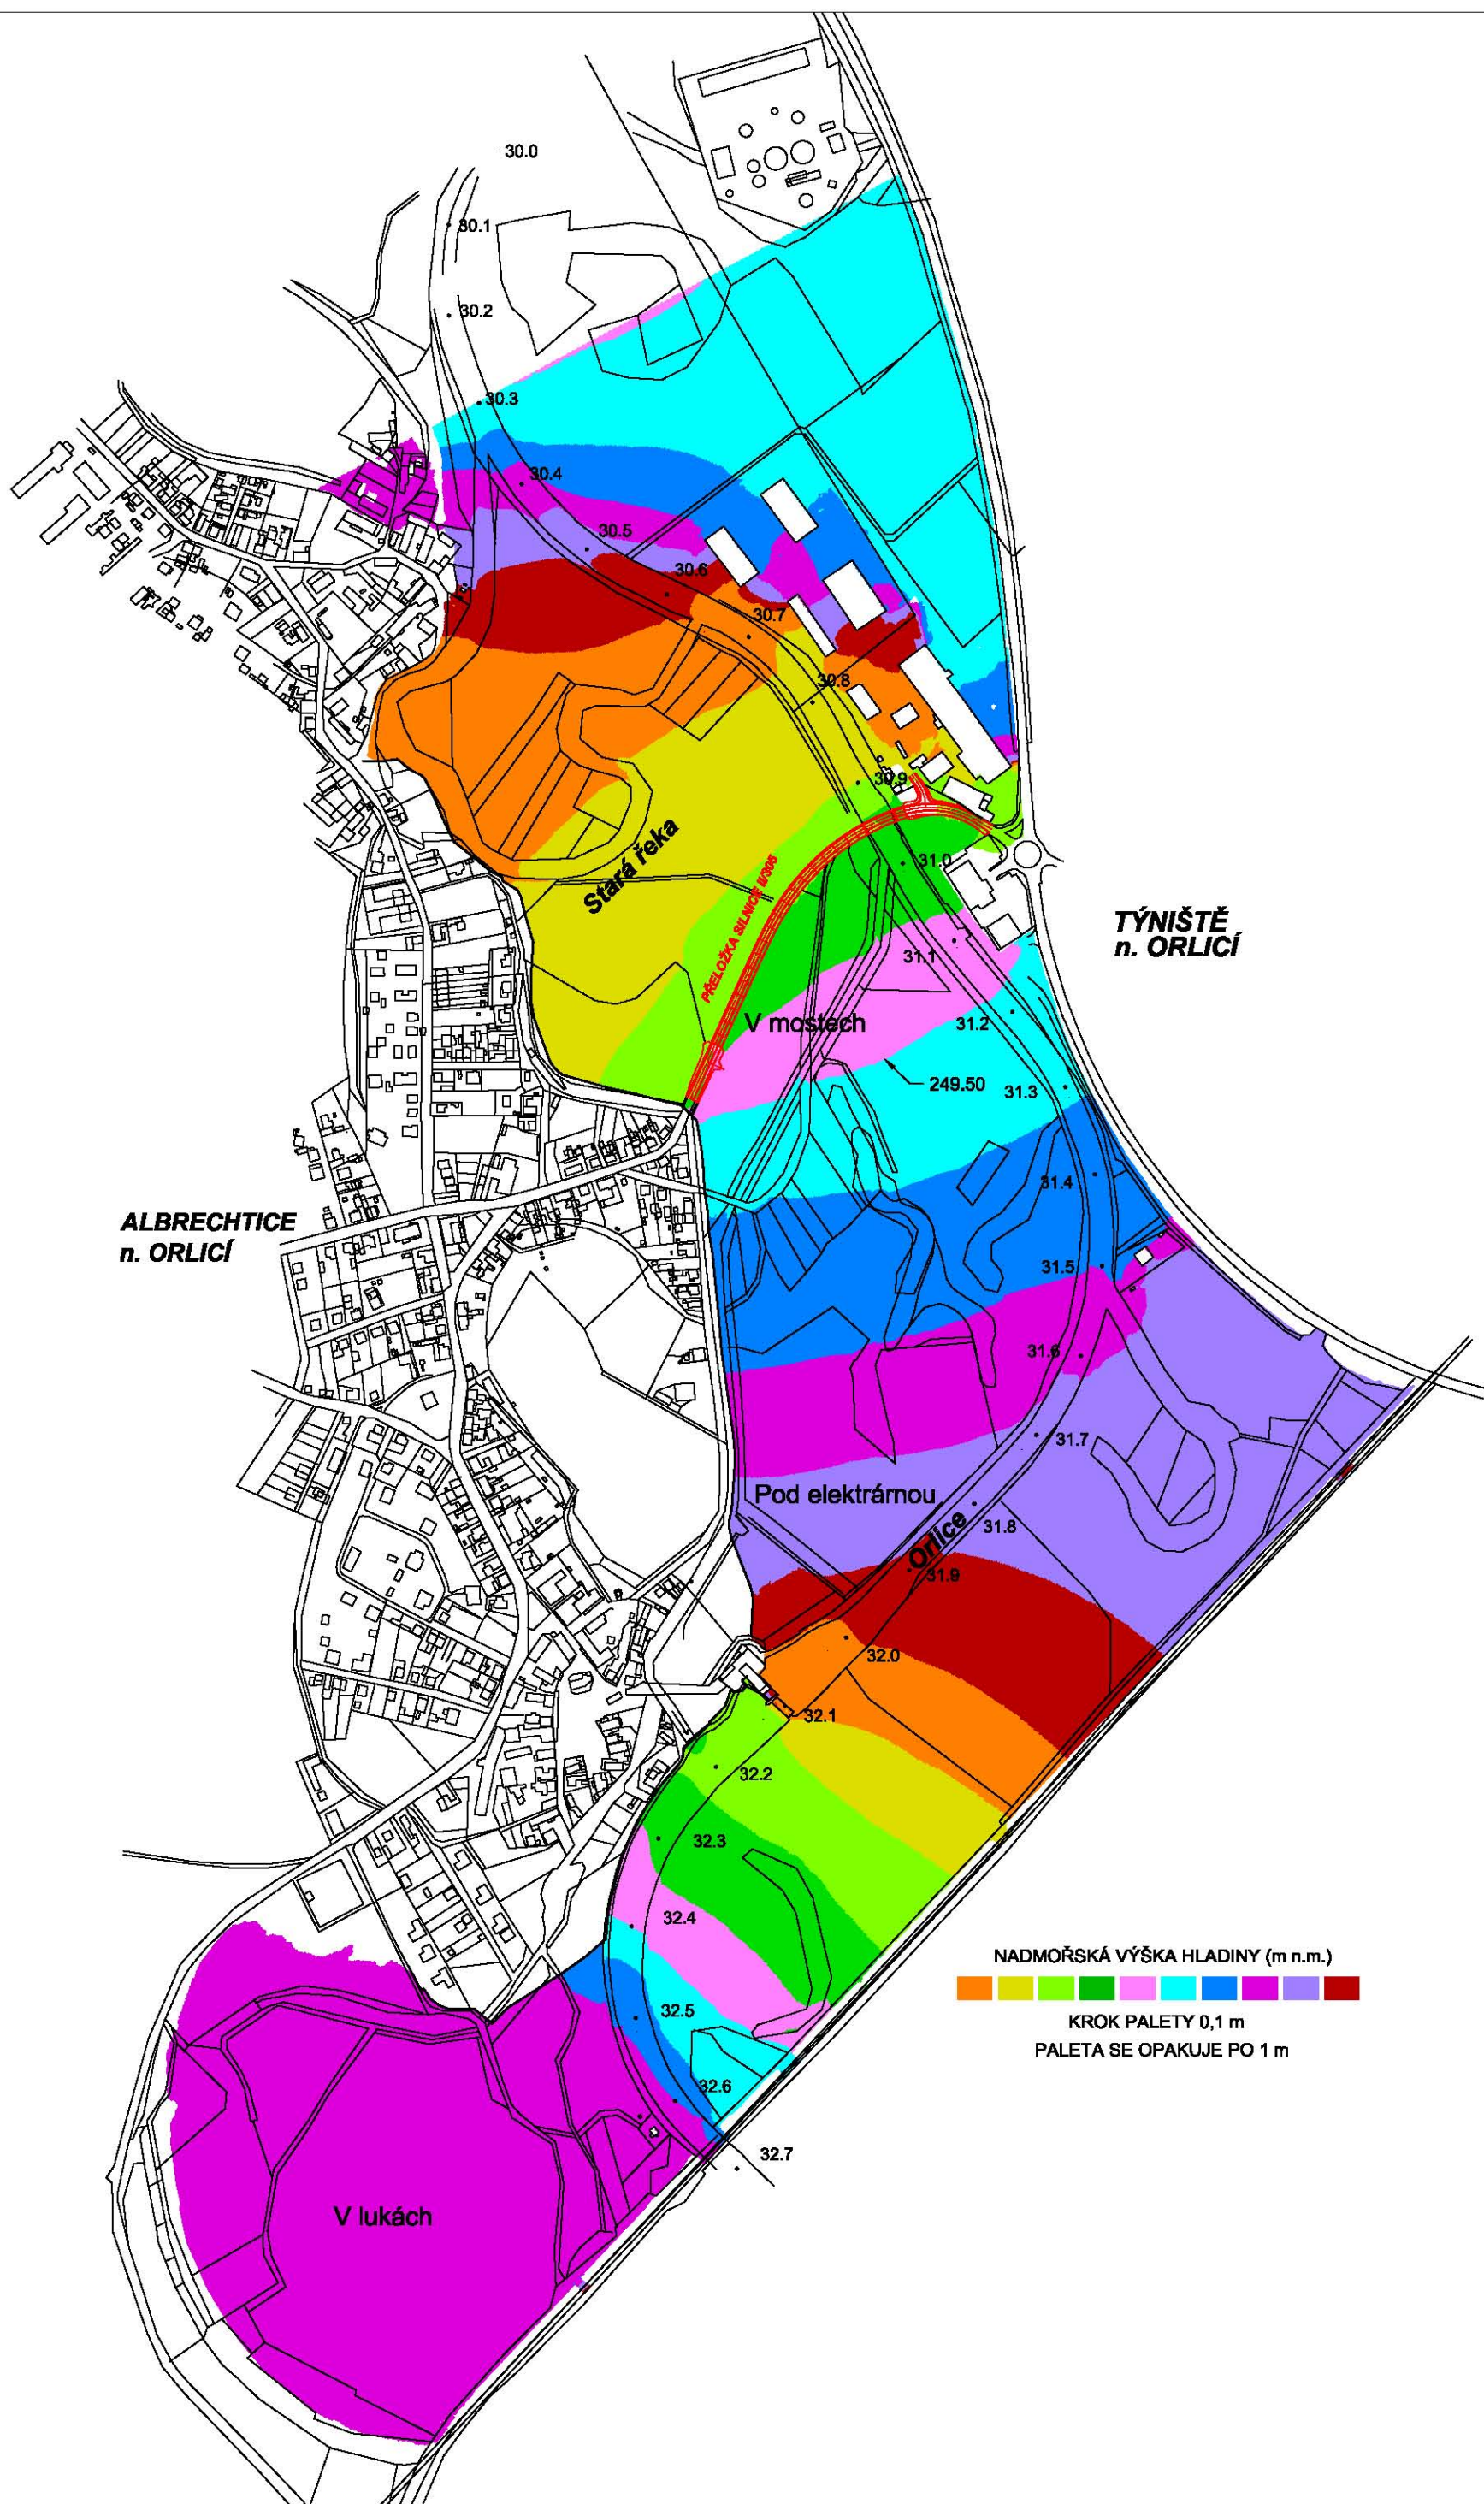 30.0
30.1
30.2
30.3
30.4
30.5
30.6
30.7
30.8
30.9
Stará řeka
PŘELOŽKA SILNICE II/305
31.0
TÝNIŠTĚ
n. ORLICÍ
31.1
V mostech
31.2
249.50
31.3
31.4
ALBRECHTICE
n. ORLICÍ
31.5
31.6
31.7
Pod elektrárnou
31.8
Orlice
31.9
32.0
32.1
32.2
32.3
32.4
NADMOŘSKÁ VÝŠKA HLADINY (m n.m.)
KROK PALETY 0,1 m
PALETA SE OPAKUJE PO 1 m
32.5
32.6
32.7
V lukách